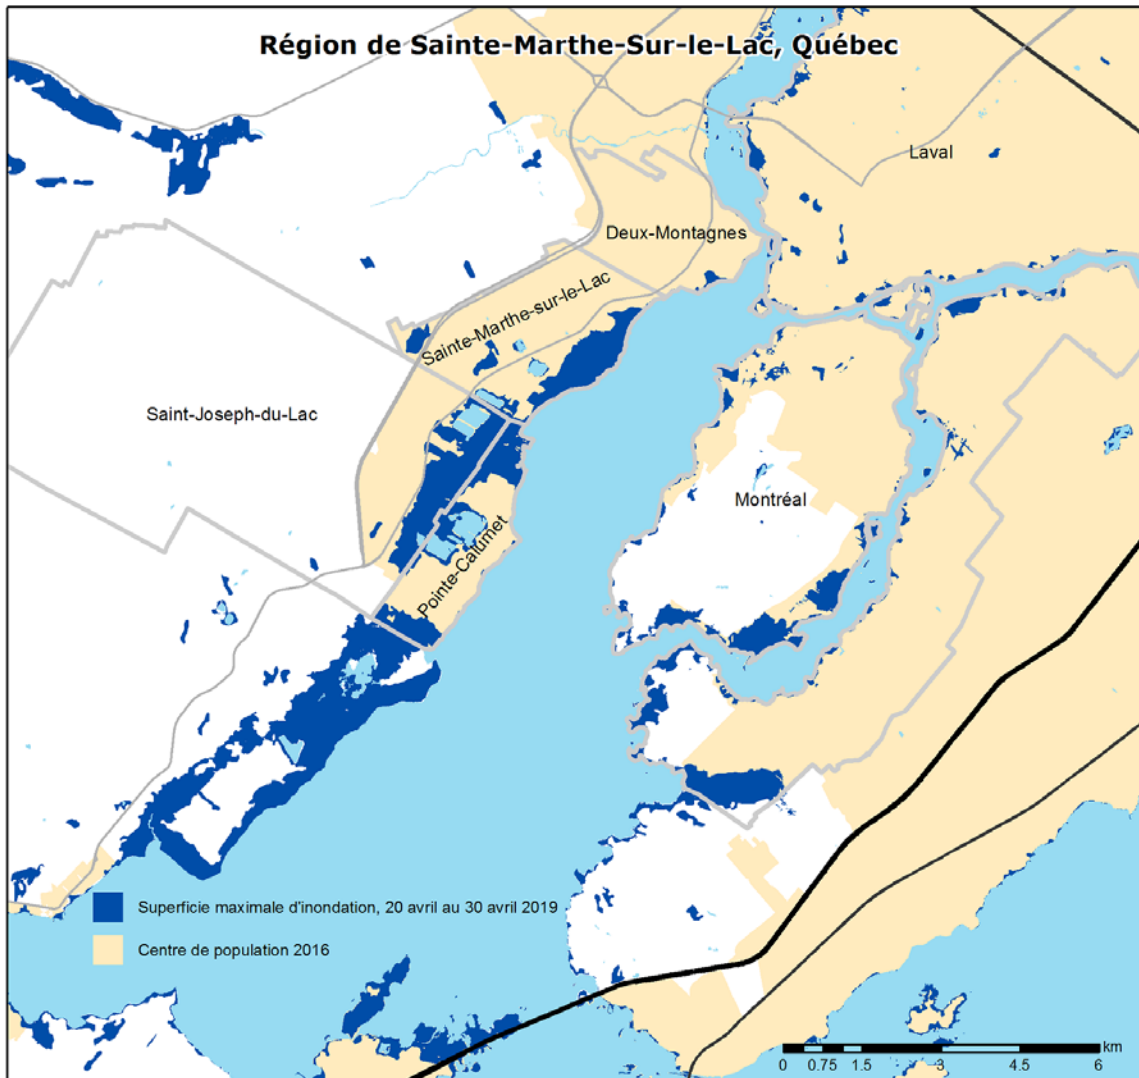 Région de Sainte-Marthe-Sur-le-Lac, Québec
Laval
Deux-Montagnes
Sainte-Marthe-sur-le-Lac
Saint-Joseph-du-Lac
Montréal
Pointe-Calumet
Superficie maximale d'inondation, 20 avril au 30 avril 2019
Centre de population 2016
km
0 0.75 1.5 3 4.5 6